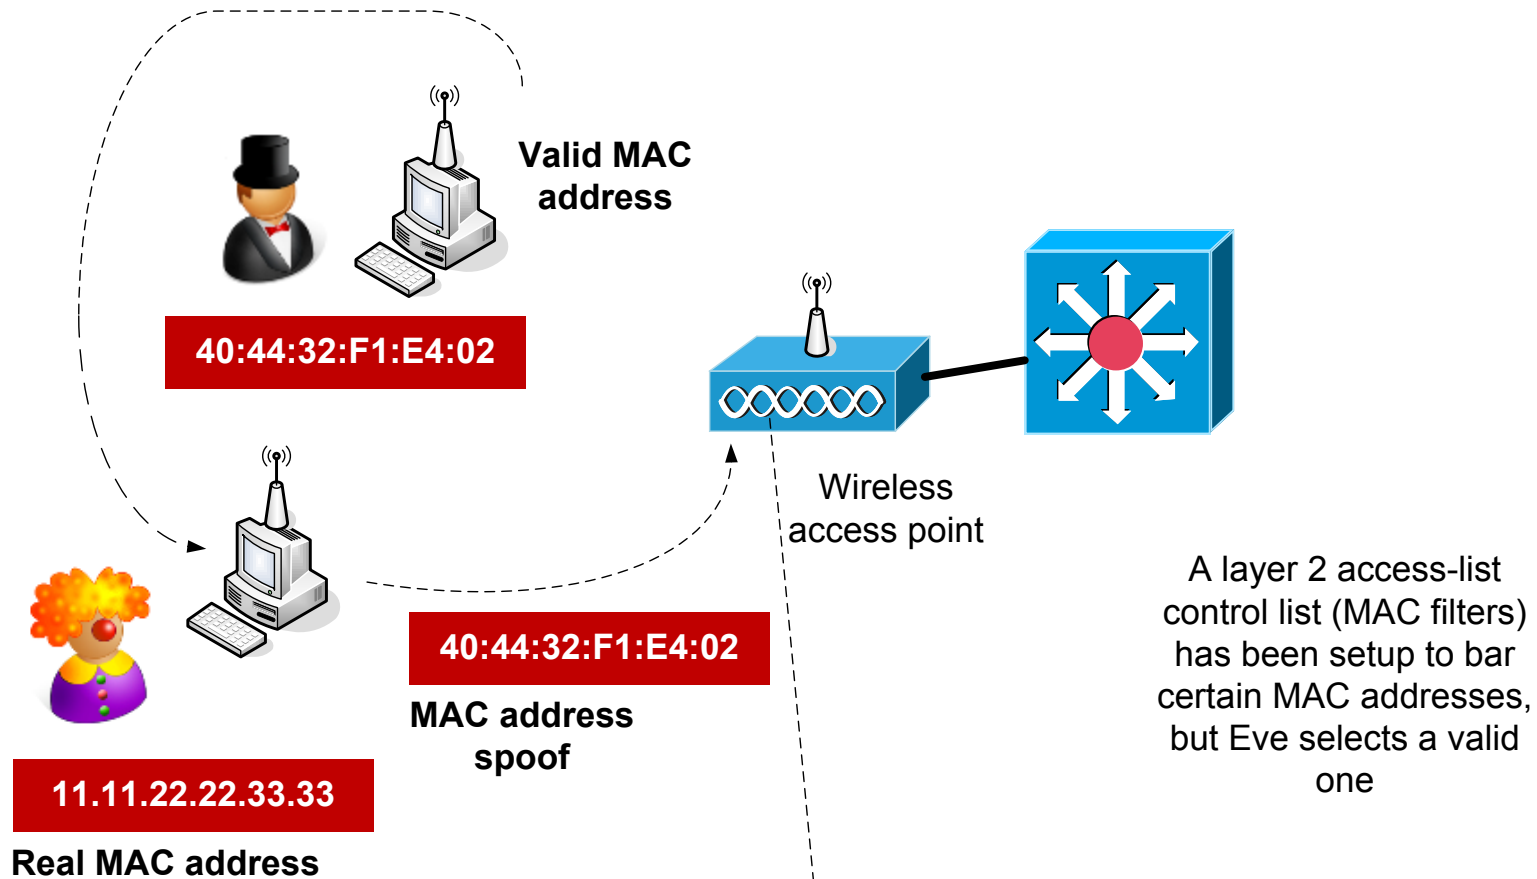 Valid MAC
address
40:44:32:F1:E4:02
Wireless
access point
40:44:32:F1:E4:02
MAC address
spoof
11.11.22.22.33.33
Real MAC address
A layer 2 access-list
control list (MAC filters)
has been setup to bar
certain MAC addresses,
but Eve selects a valid
one